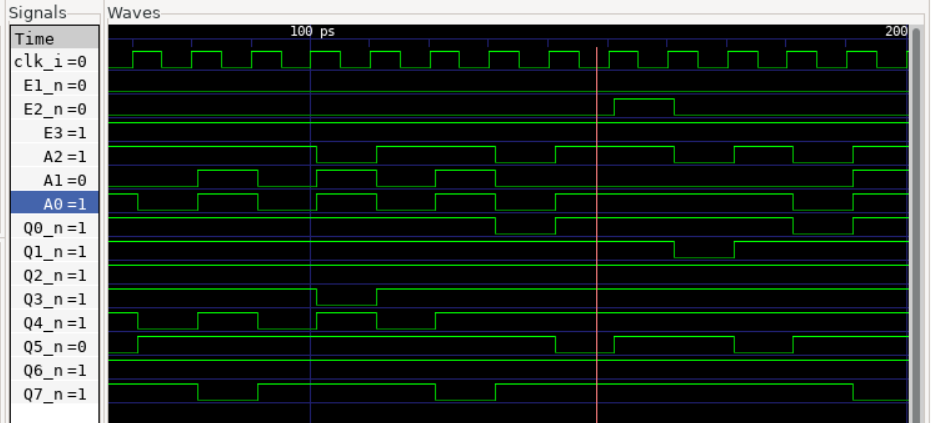 Signals
Waves
Time
100 ps
200
clk_i=0
E1_n=0
E2_n=0
E3=1
A2=1
A1=0
A0=1
Q0_n=1
Q1_n=1
Q2_n=1
Q3_n=1
Q4_n=1
Q5_n=0
Q6_n=1
Q7_n=1